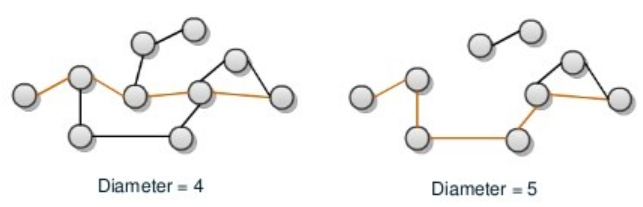 Diameter = 4
Diameter = 5